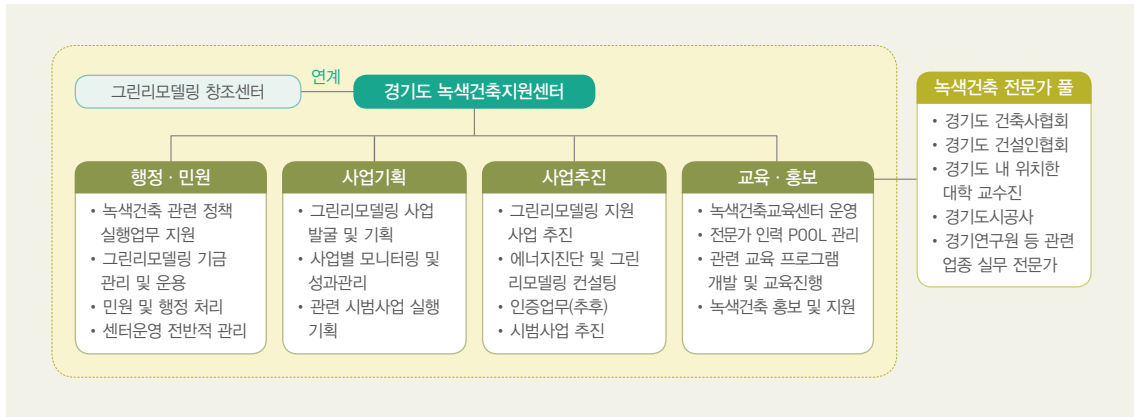 그린리모델링 창조센터
연계
경기도 녹색건축지원센터
행정 · 민원
• 녹색건축 관련 정책
실행업무 지원
• 그린리모델링 기금
관리 및 운용
• 민원 및 행정 처리
• 센터운영 전반적 관리
사업기획
• 그린리모델링 사업
발굴 및 기획
• 사업별 모니터링 및
성과관리
• 관련 시범사업 실행
기획
사업추진
• 그린리모델링 지원
사업 추진
• 에너지진단 및 그린
리모델링 컨설팅
• 인증업무(추후)
• 시범사업 추진
교육 · 홍보
• 녹색건축교육센터 운영
• 전문가 인력 POOL 관리
• 관련 교육 프로그램
개발 및 교육진행
• 녹색건축 홍보 및 지원
녹색건축 전문가 풀
• 경기도 건축사협회
• 경기도 건설인협회
• 경기도 내 위치한
대학 교수진
• 경기도시공사
• 경기연구원 등 관련
업종 실무 전문가